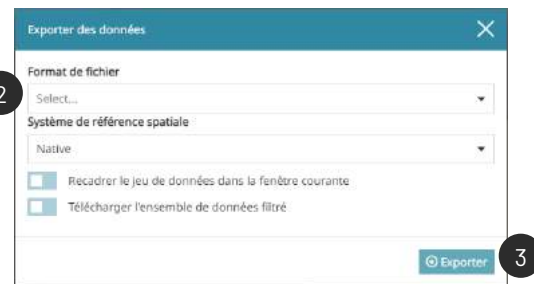 Exporter des données
Format de fichier
2
Select...
Système de référence spatiale
Native
Recadrer le jeu de données dans la fenêtre courante
Télécharger l'ensemble de données filtré
Exporter
3